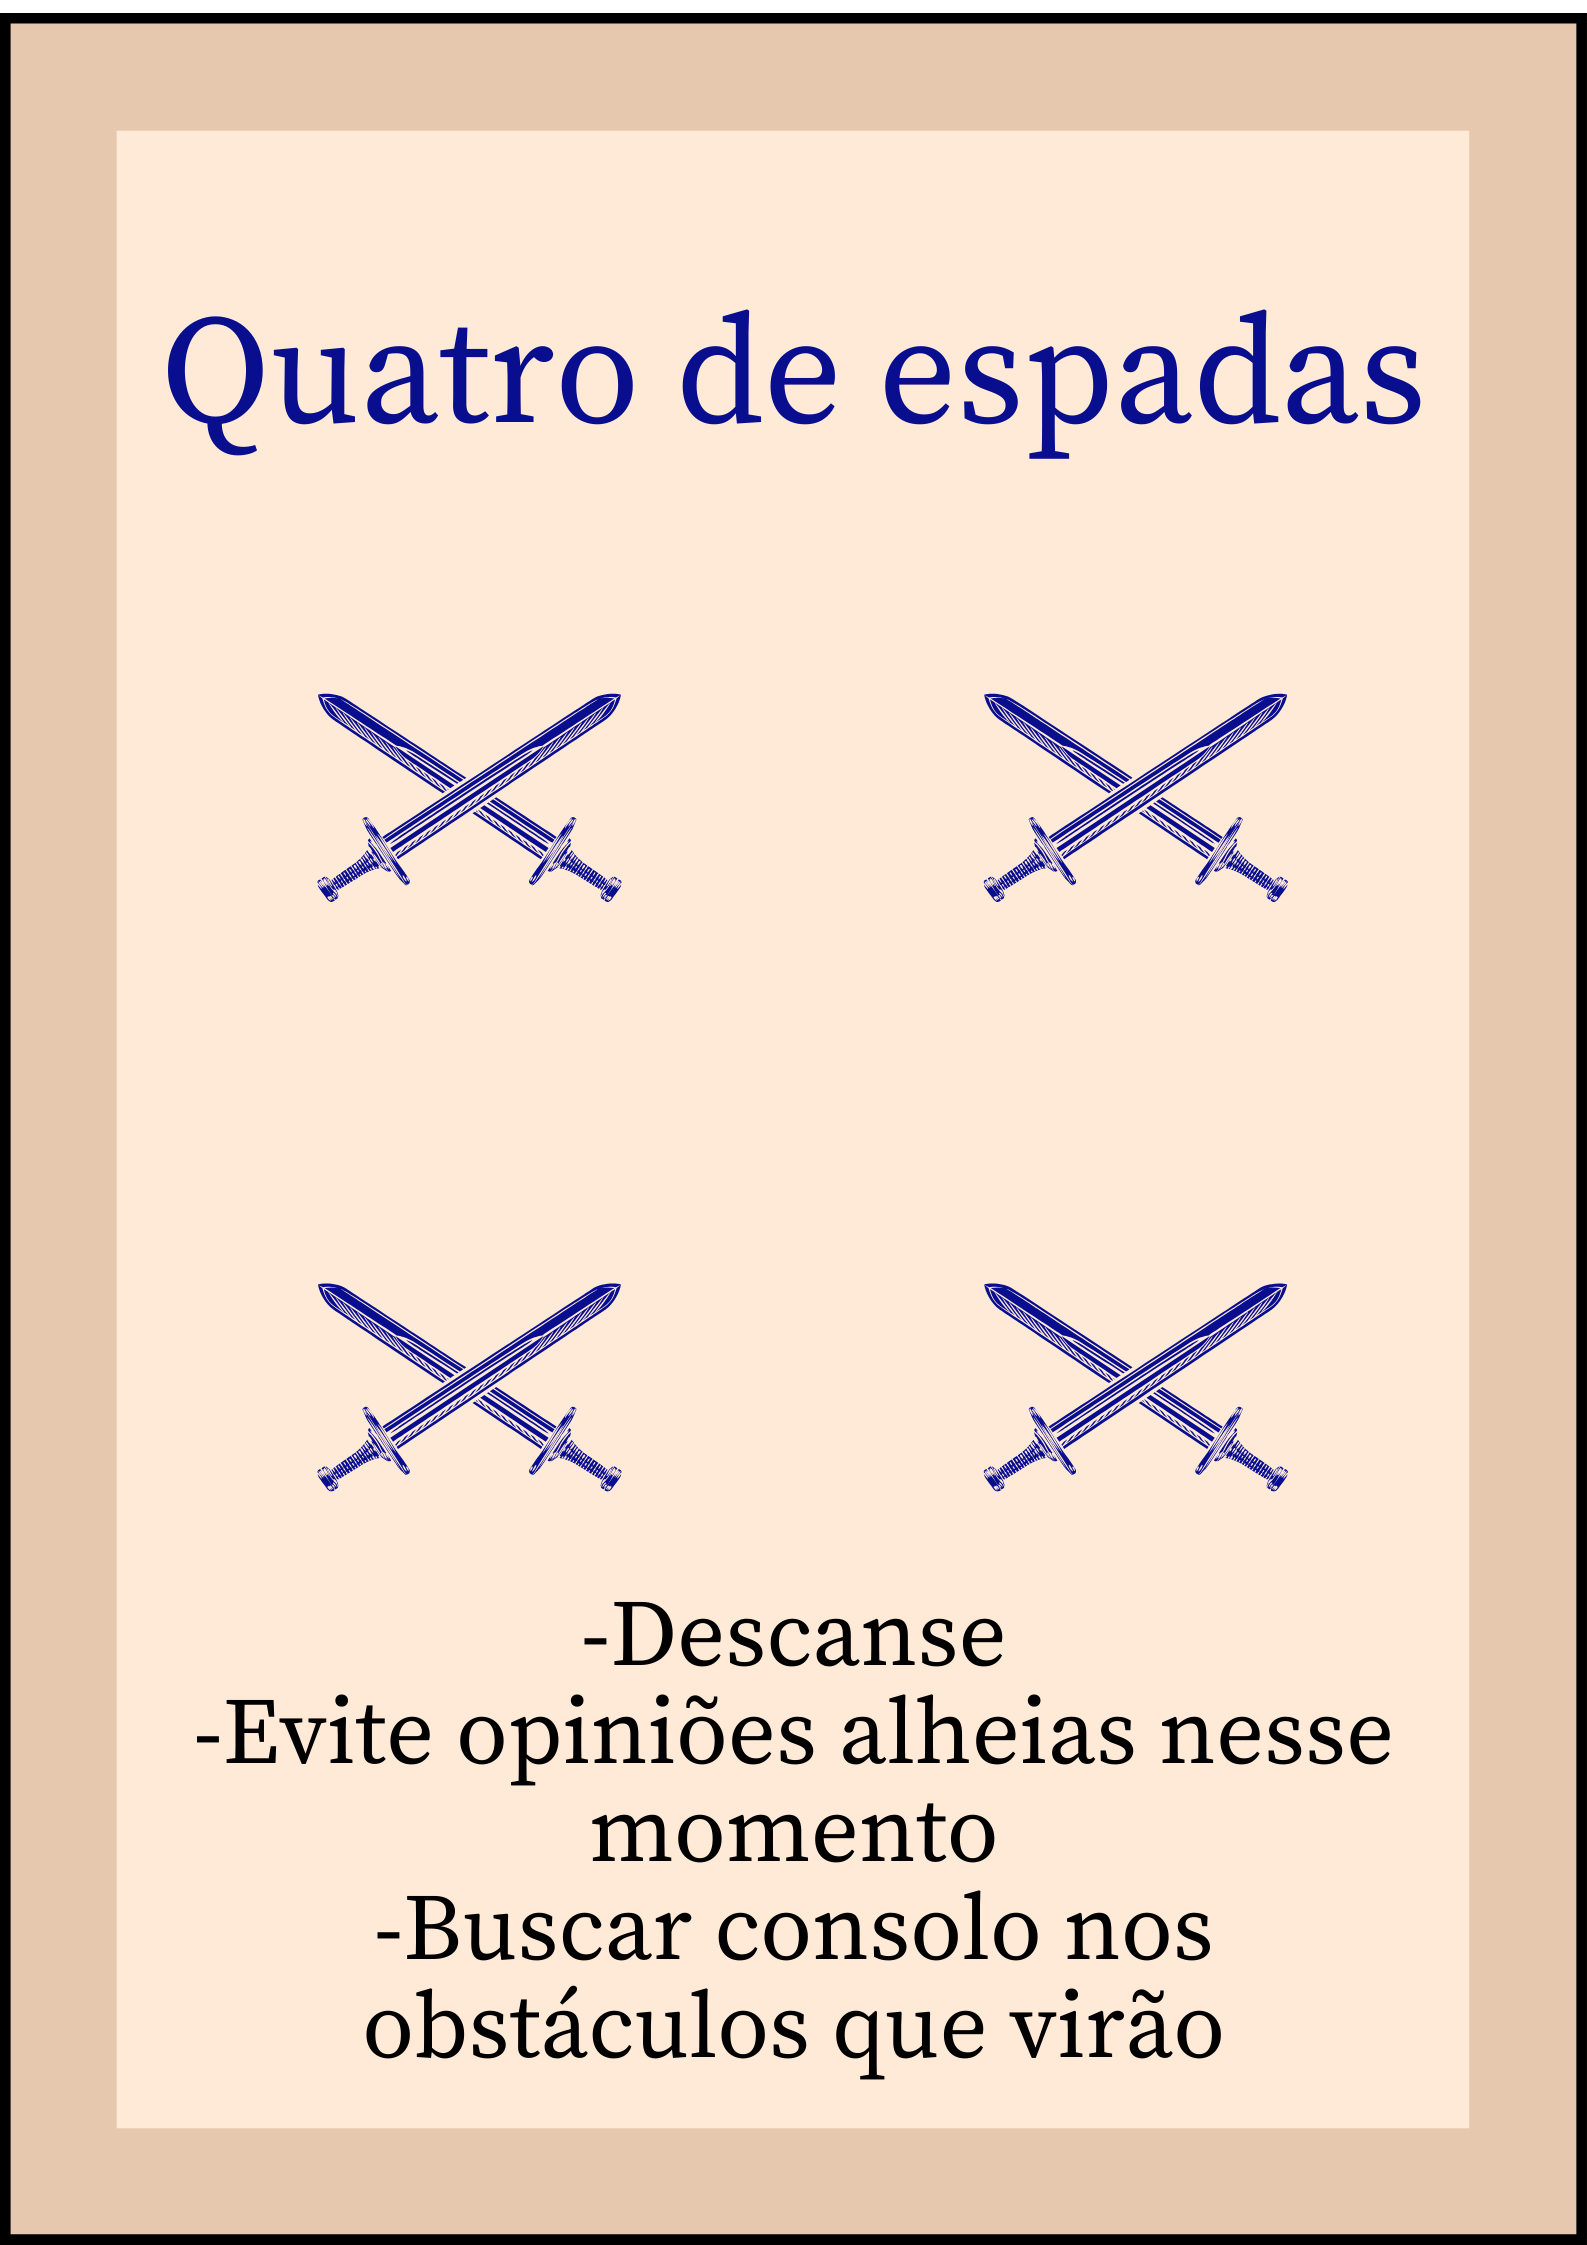 Quatro de espadas
-Descanse
-Evite opiniões alheias nesse
momento
-Buscar consolo nos
obstáculos que virão